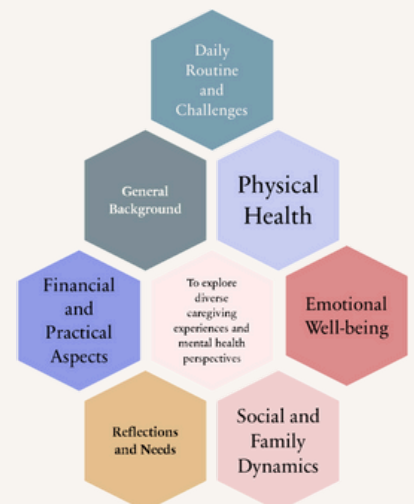 Daily
Routine
and
Challenges
General
Background
Physical
Health
Financial
and
Practical
Aspects
To explore
diverse
caregiving
experiences and
mental health
perspectives
Emotional
Well-being
Reflections
and Needs
Social and
Family
Dynamics